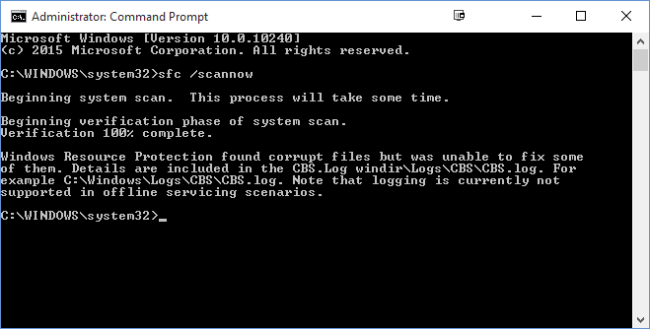 Administrator: Command Prompt
Microsoft Windows [Version 10.0.10240]
(c) 2015 Microsoft Corporation. All rights reserved.
C:\WINDOWS\system32>sfc /scannow
Beginning system scan.  This process will take some time.
Beginning verification phase of system scan.
Verification 100% complete.
Windows Resource Protection found corrupt files but was unable to fix some
of them. Details are included in the CBS.Log windir\Logs\CBS\CBS.log. For
example C:\Windows\Logs\CBS\CBS.log. Note that logging is currently not
supported in offline servicing scenarios.
C:\WINDOWS\system32>_